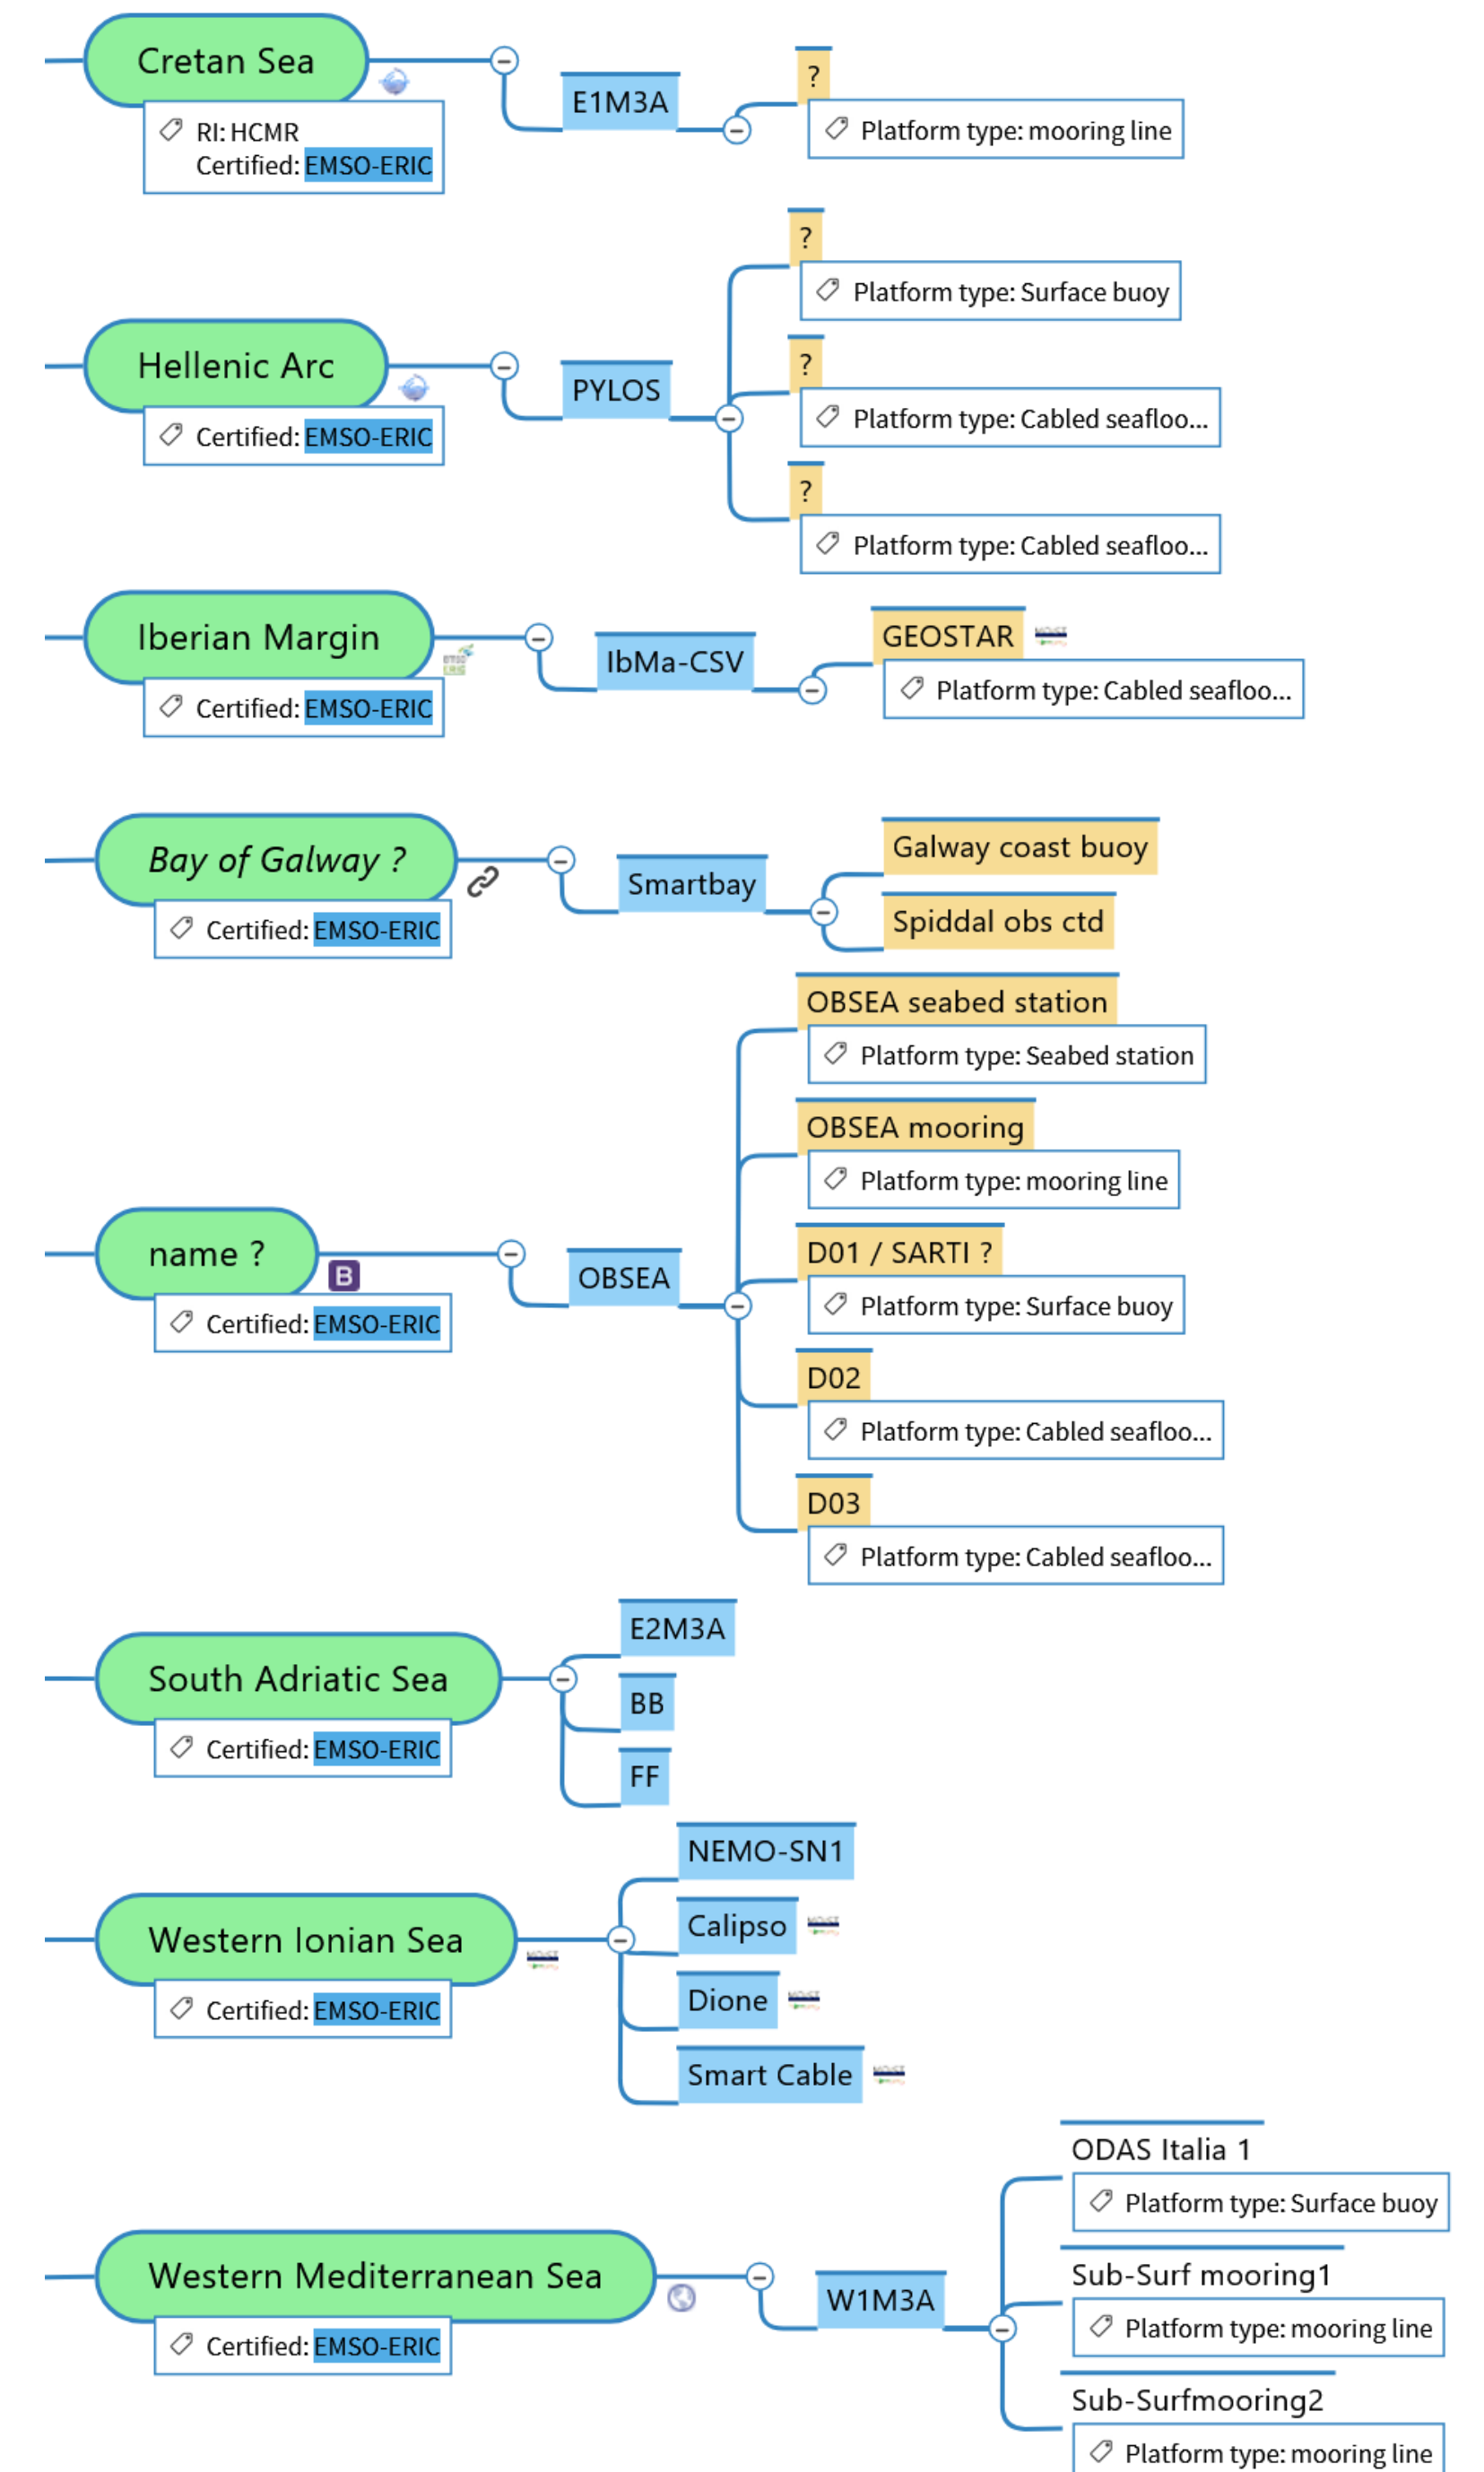 Cretan Sea
RI: HCMR
Certified: EMSO-ERIC
E1M3A
?
Platform type: mooring line
Hellenic Arc
Certified: EMSO-ERIC
PYLOS
?
Platform type: Surface buoy
?
Platform type: Cabled seafloo...
?
Platform type: Cabled seafloo...
Iberian Margin
Certified: EMSO-ERIC
IbMa-CSV
GEOSTAR
Platform type: Cabled seafloo...
Bay of Galway ?
Certified: EMSO-ERIC
Smartbay
Galway coast buoy
Spiddal obs ctd
name ?
B
Certified: EMSO-ERIC
OBSEA
OBSEA seabed station
Platform type: Seabed station
OBSEA mooring
Platform type: mooring line
D01 / SARTI ?
Platform type: Surface buoy
D02
Platform type: Cabled seafloo...
D03
Platform type: Cabled seafloo...
South Adriatic Sea
Certified: EMSO-ERIC
E2M3A
BB
FF
Western Ionian Sea
Certified: EMSO-ERIC
NEMO-SN1
Calipso
Dione
Smart Cable
Western Mediterranean Sea
Certified: EMSO-ERIC
W1M3A
ODAS Italia 1
Platform type: Surface buoy
Sub-Surf mooring1
Platform type: mooring line
Sub-Surfmooring2
Platform type: mooring line